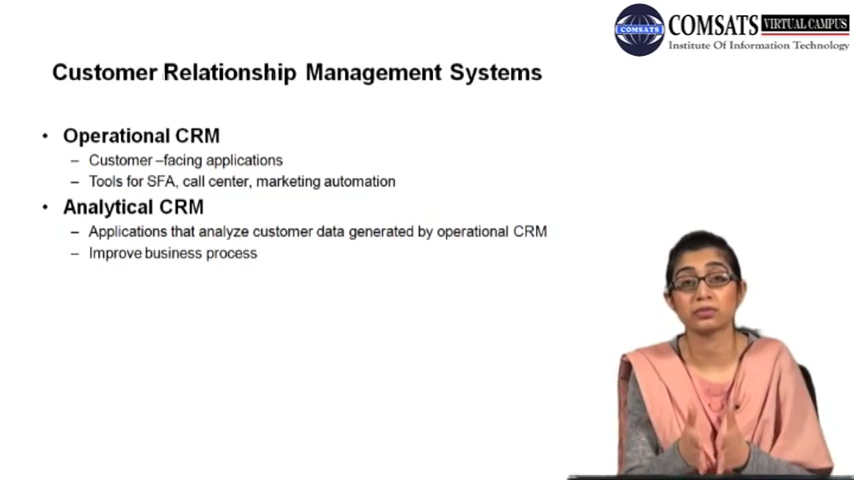 COMSATS VIRTUAL CAMPUS
COMSATS
Institute Of Information Technology
Customer Relationship Management Systems
• Operational CRM
– Customer –facing applications
– Tools for SFA, call center, marketing automation
• Analytical CRM
– Applications that analyze customer data generated by operational CRM
– Improve business process